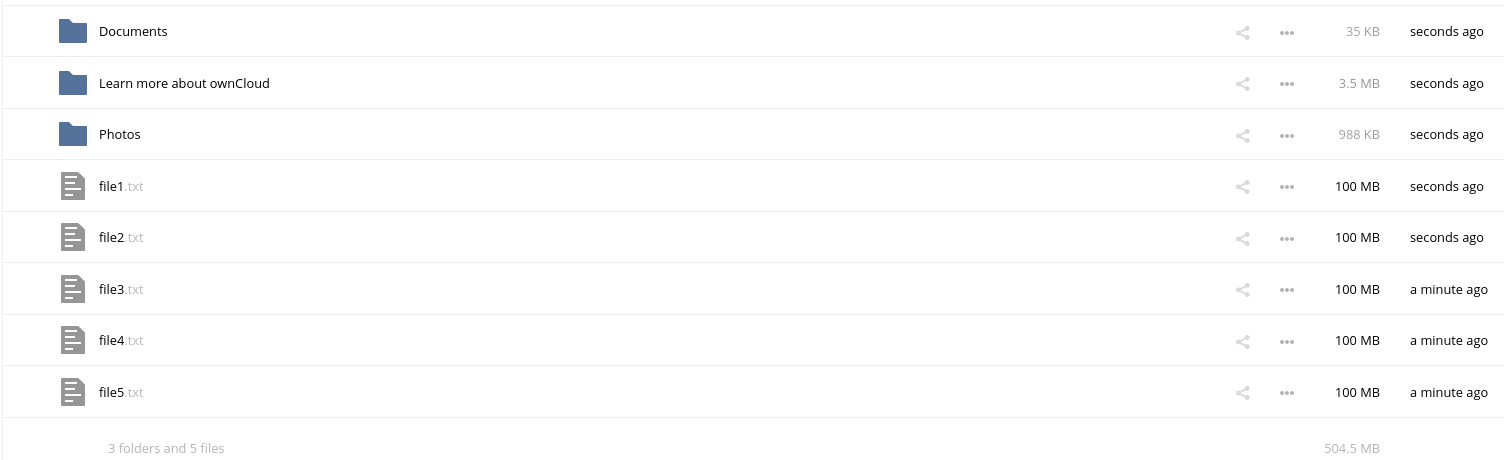 Documents 35 KB seconds ago
Learn more about ownCloud 3.5 MB seconds ago
Photos 988 KB seconds ago
file1.txt 100 MB seconds ago
file2.txt 100 MB seconds ago
file3.txt 100 MB a minute ago
file4.txt 100 MB a minute ago
file5.txt 100 MB a minute ago
3 folders and 5 files 504.5 MB